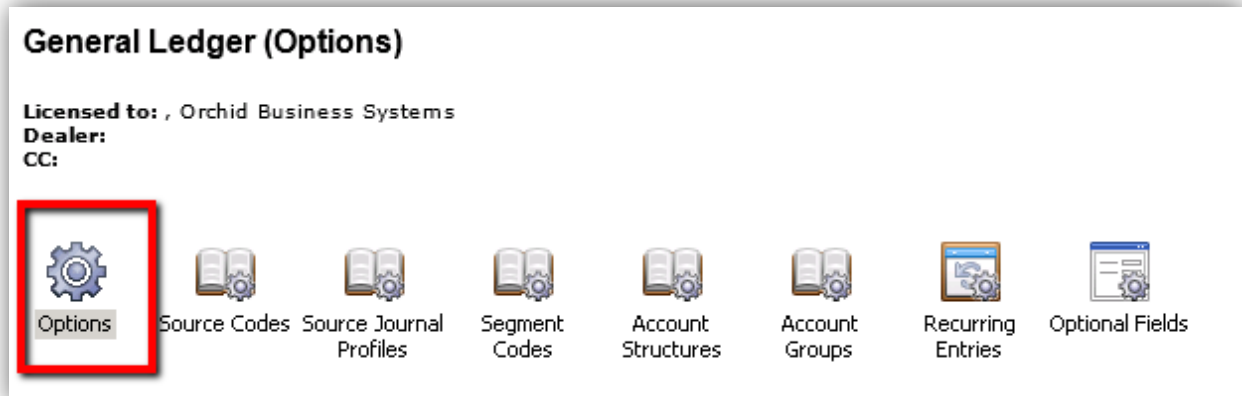 General Ledger (Options)
Licensed to: , Orchid Business Systems
Dealer:
CC:
Options
Source Codes
Source Journal
Profiles
Segment
Codes
Account
Structures
Account
Groups
Recurring
Entries
Optional Fields